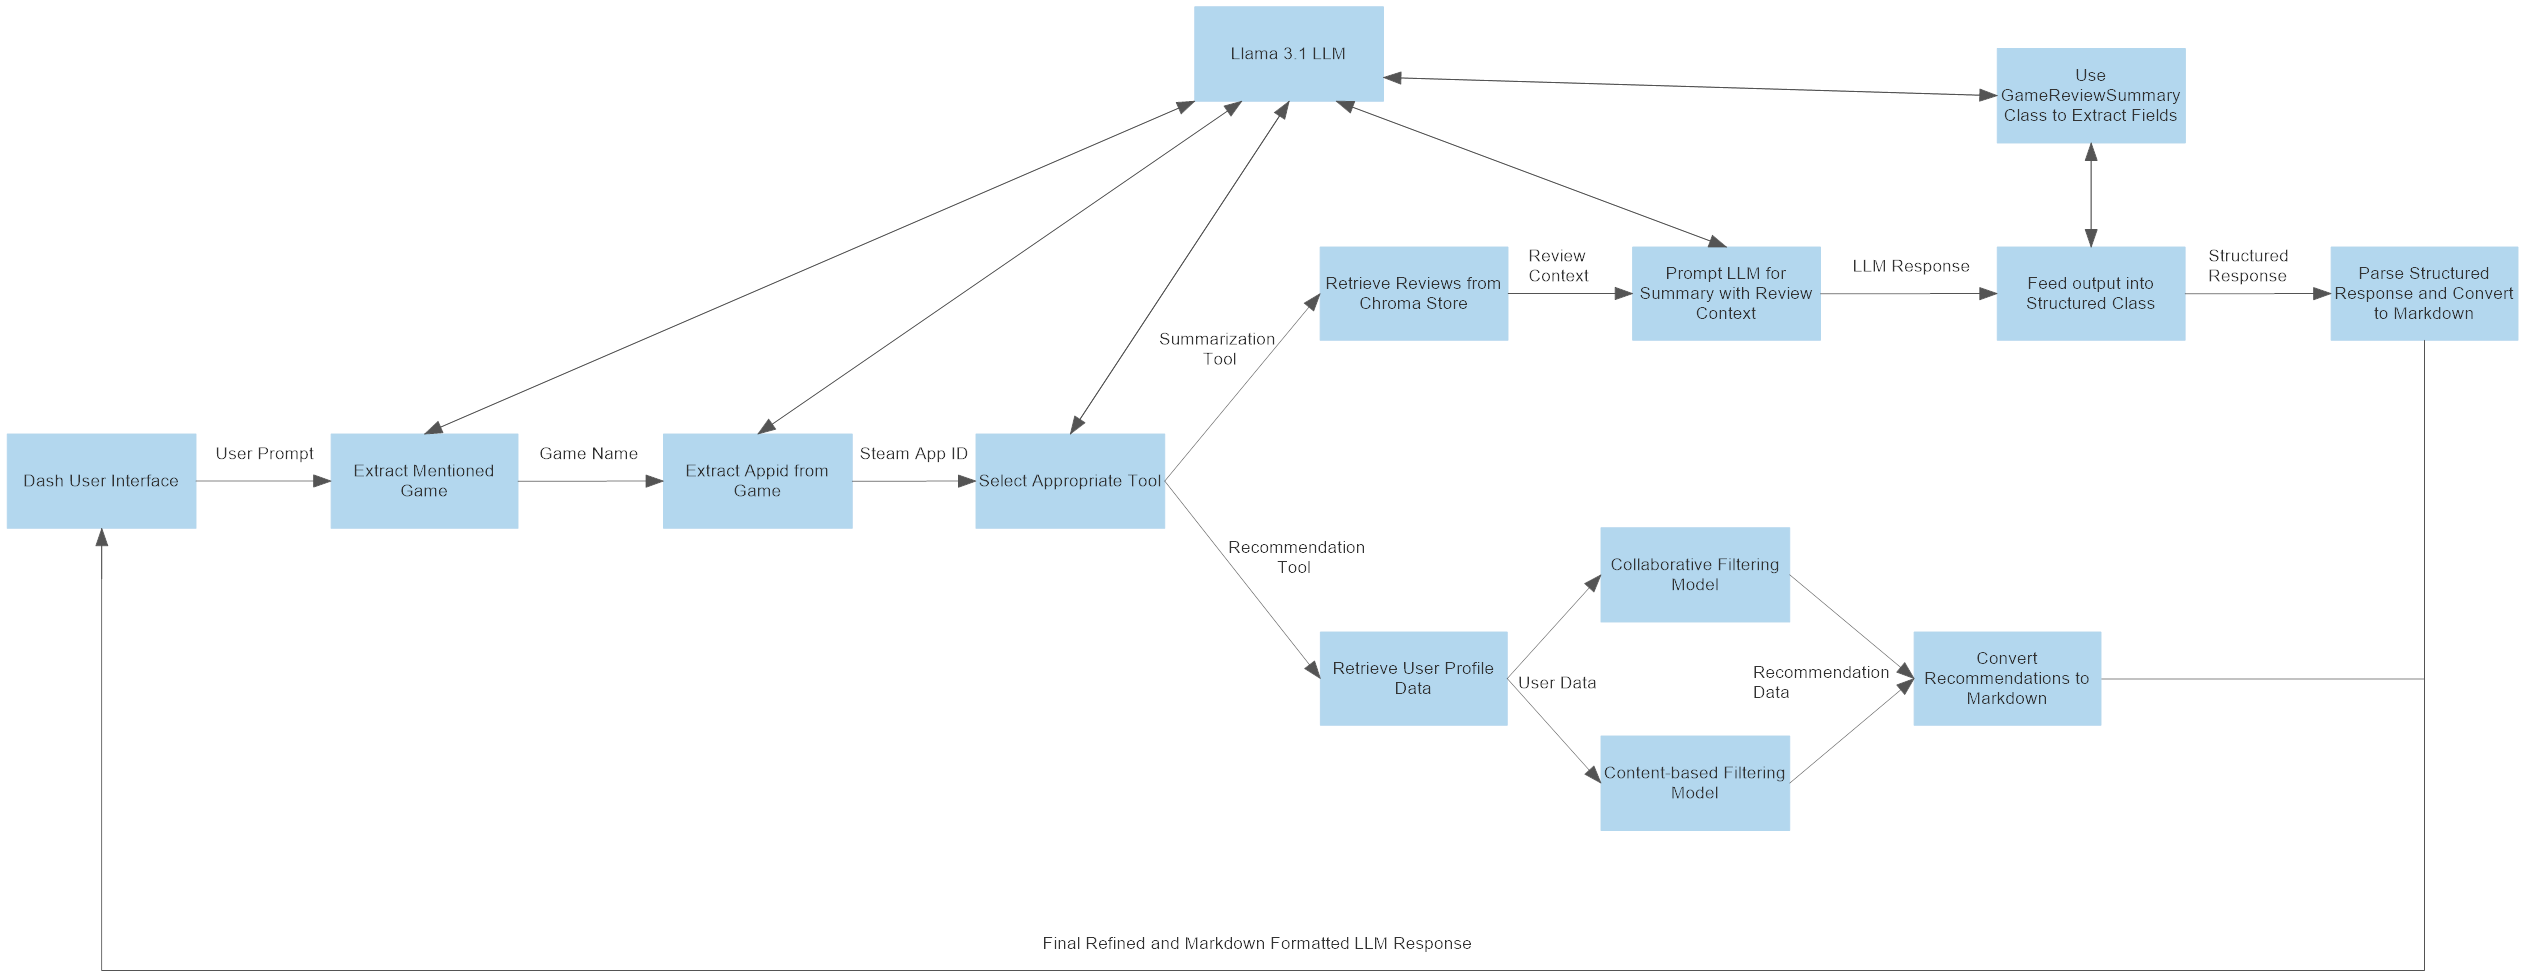 Llama 3.1 LLM
Use
GameReviewSummary
Class to Extract Fields
Retrieve Reviews from
Chroma Store
Review
Context
Prompt LLM for
Summary with Review
Context
LLM Response
Feed output into
Structured Class
Structured
Response
Parse Structured
Response and Convert
to Markdown
Summarization
Tool
Dash User Interface
User Prompt
Extract Mentioned
Game
Game Name
Extract Appid from
Game
Steam App ID
Select Appropriate Tool
Recommendation
Tool
Retrieve User Profile
Data
User Data
Collaborative Filtering
Model
Content-based Filtering
Model
Recommendation
Data
Convert
Recommendations to
Markdown
Final Refined and Markdown Formatted LLM Response